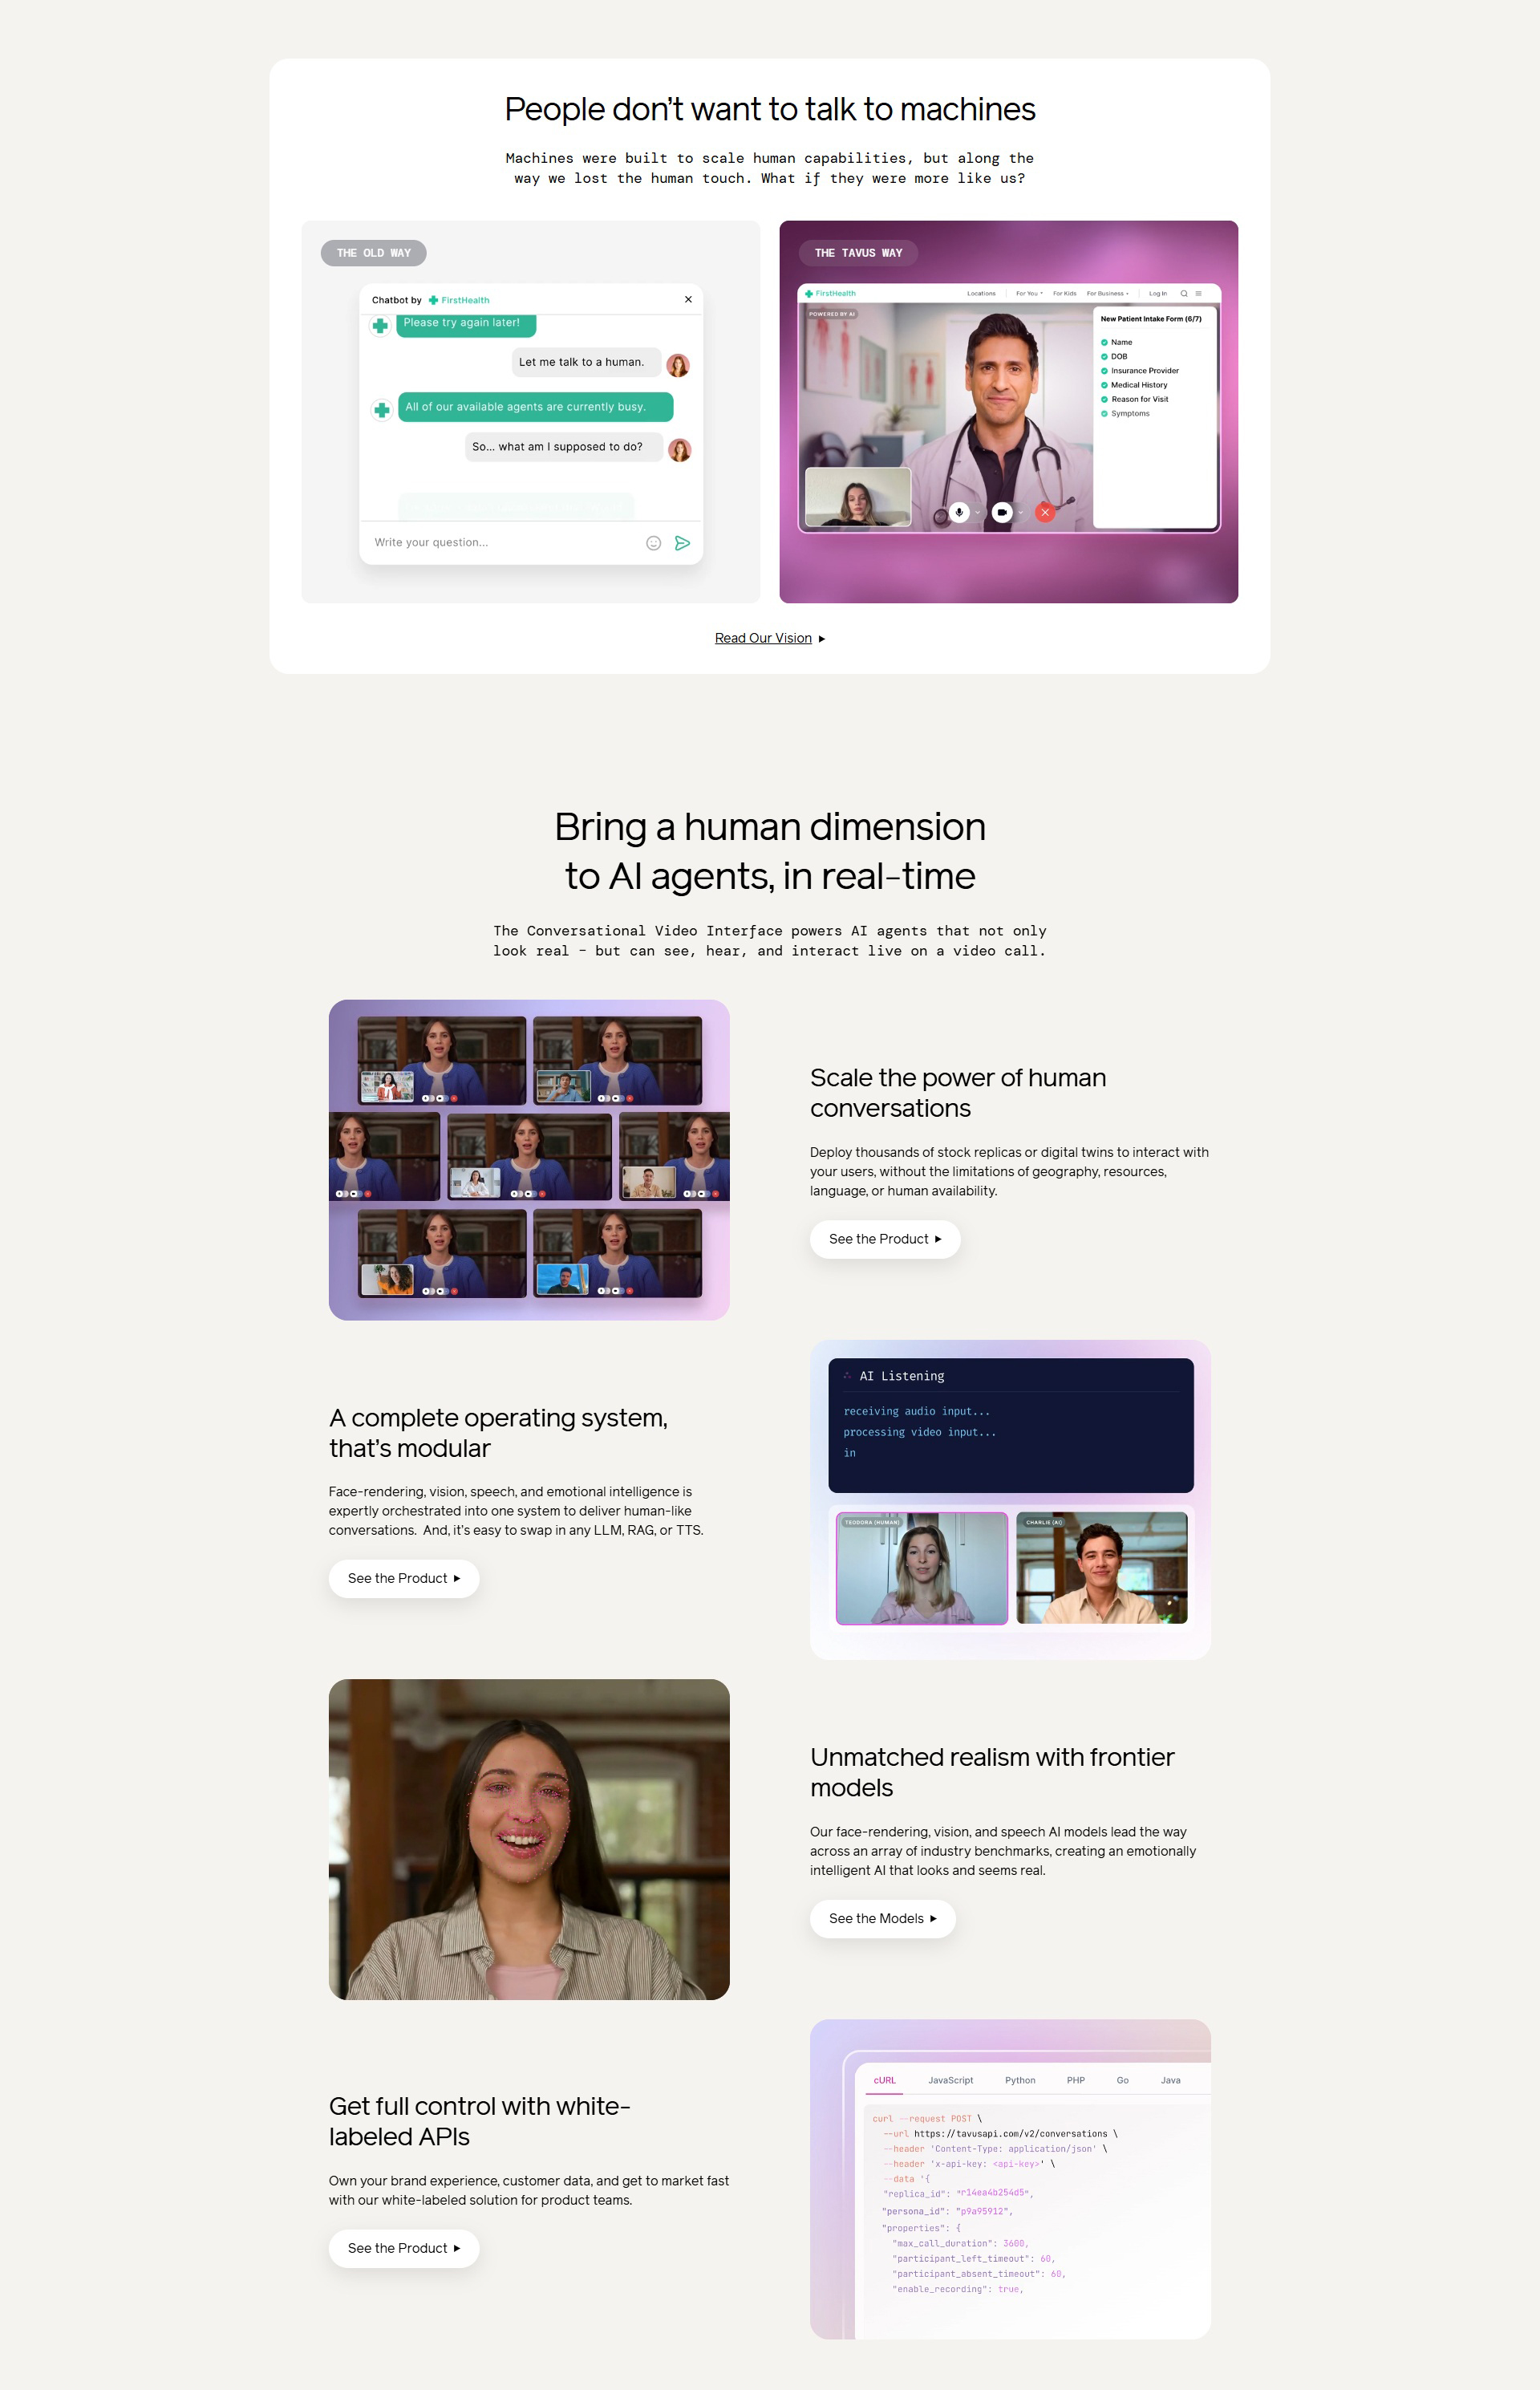 People don't want to talk to machines
Machines were built to scale human capabilities, but along the
way we lost the human touch. What if they were more like us?
THE OLD WAY
Chatbot by FirstHealth
Please try again later!
Let me talk to a human.
All of our available agents are currently busy.
So... what am I supposed to do?
Write your question...
THE TAVUS WAY
FirstHealth
Locations
For You
For Kids
For Business
Log In
POWERED BY AI
New Patient Intake Form (6/7)
Name
DOB
Insurance Provider
Medical History
Reason for Visit
Symptoms
Read Our Vision
Bring a human dimension
to AI agents, in real-time
The Conversational Video Interface powers AI agents that not only
look real – but can see, hear, and interact live on a video call.
Scale the power of human
conversations
Deploy thousands of stock replicas or digital twins to interact with
your users, without the limitations of geography, resources,
language, or human availability.
See the Product
A complete operating system,
that's modular
Face-rendering, vision, speech, and emotional intelligence is
expertly orchestrated into one system to deliver human-like
conversations. And, it's easy to swap in any LLM, RAG, or TTS.
See the Product
AI Listening
receiving audio input...
processing video input...
in
TEODORA (HUMAN)
CHARLIE (AI)
Unmatched realism with frontier
models
Our face-rendering, vision, and speech AI models lead the way
across an array of industry benchmarks, creating an emotionally
intelligent AI that looks and seems real.
See the Models
Get full control with white-
labeled APIs
Own your brand experience, customer data, and get to market fast
with our white-labeled solution for product teams.
See the Product
cURL JavaScript Python PHP Go Java
curl --request POST \
--url https://tavusapi.com/v2/conversations \
--header 'Content-Type: application/json' \
--header 'x-api-key: <api-key>' \
--data '{
"replica_id": "r14ea4b254d5",
"persona_id": "p9a95912",
"properties": {
"max_call_duration": 3600,
"participant_left_timeout": 60,
"participant_absent_timeout": 60,
"enable_recording": true,